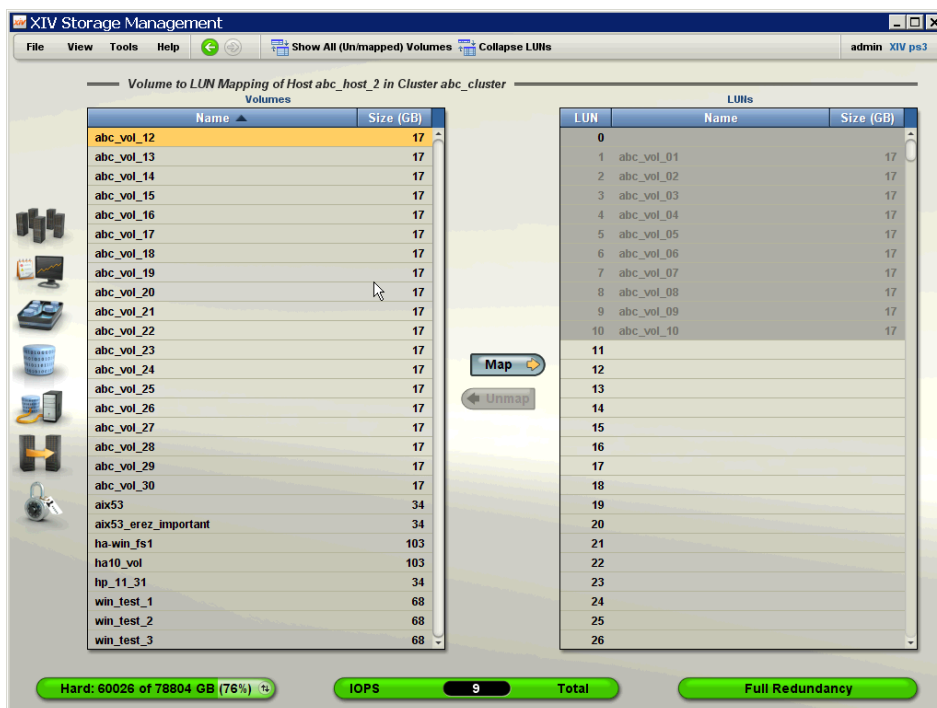 XIV Storage Management
File View Tools Help Show All (Un/mapped) Volumes Collapse LUNs admin XIV ps3
Volume to LUN Mapping of Host abc_host_2 in Cluster abc_cluster
Volumes
Name Size (GB)
abc_vol_12 17
abc_vol_13 17
abc_vol_14 17
abc_vol_15 17
abc_vol_16 17
abc_vol_17 17
abc_vol_18 17
abc_vol_19 17
abc_vol_20 17
abc_vol_21 17
abc_vol_22 17
abc_vol_23 17
abc_vol_24 17
abc_vol_25 17
abc_vol_26 17
abc_vol_27 17
abc_vol_28 17
abc_vol_29 17
abc_vol_30 17
aix53 34
aix53_erez_important 34
ha-win_fs1 103
ha10_vol 103
hp_11_31 34
win_test_1 68
win_test_2 68
win_test_3 68
Map
Unmap
LUNs
LUN Name Size (GB)
0
1 abc_vol_01 17
2 abc_vol_02 17
3 abc_vol_03 17
4 abc_vol_04 17
5 abc_vol_05 17
6 abc_vol_06 17
7 abc_vol_07 17
8 abc_vol_08 17
9 abc_vol_09 17
10 abc_vol_10 17
11
12
13
14
15
16
17
18
19
20
21
22
23
24
25
26
Hard: 60026 of 78804 GB (76%) IOPS 9 Total Full Redundancy